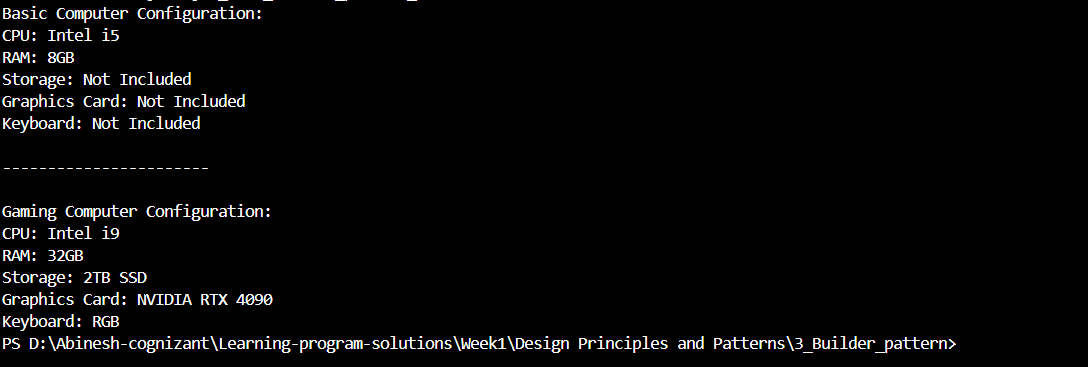 Basic Computer Configuration:
CPU: Intel i5
RAM: 8GB
Storage: Not Included
Graphics Card: Not Included
Keyboard: Not Included
-----------------------
Gaming Computer Configuration:
CPU: Intel i9
RAM: 32GB
Storage: 2TB SSD
Graphics Card: NVIDIA RTX 4090
Keyboard: RGB
PS D:\Abinesh-cognizant\Learning-program-solutions\Week1\Design Principles and Patterns\3_Builder_pattern>